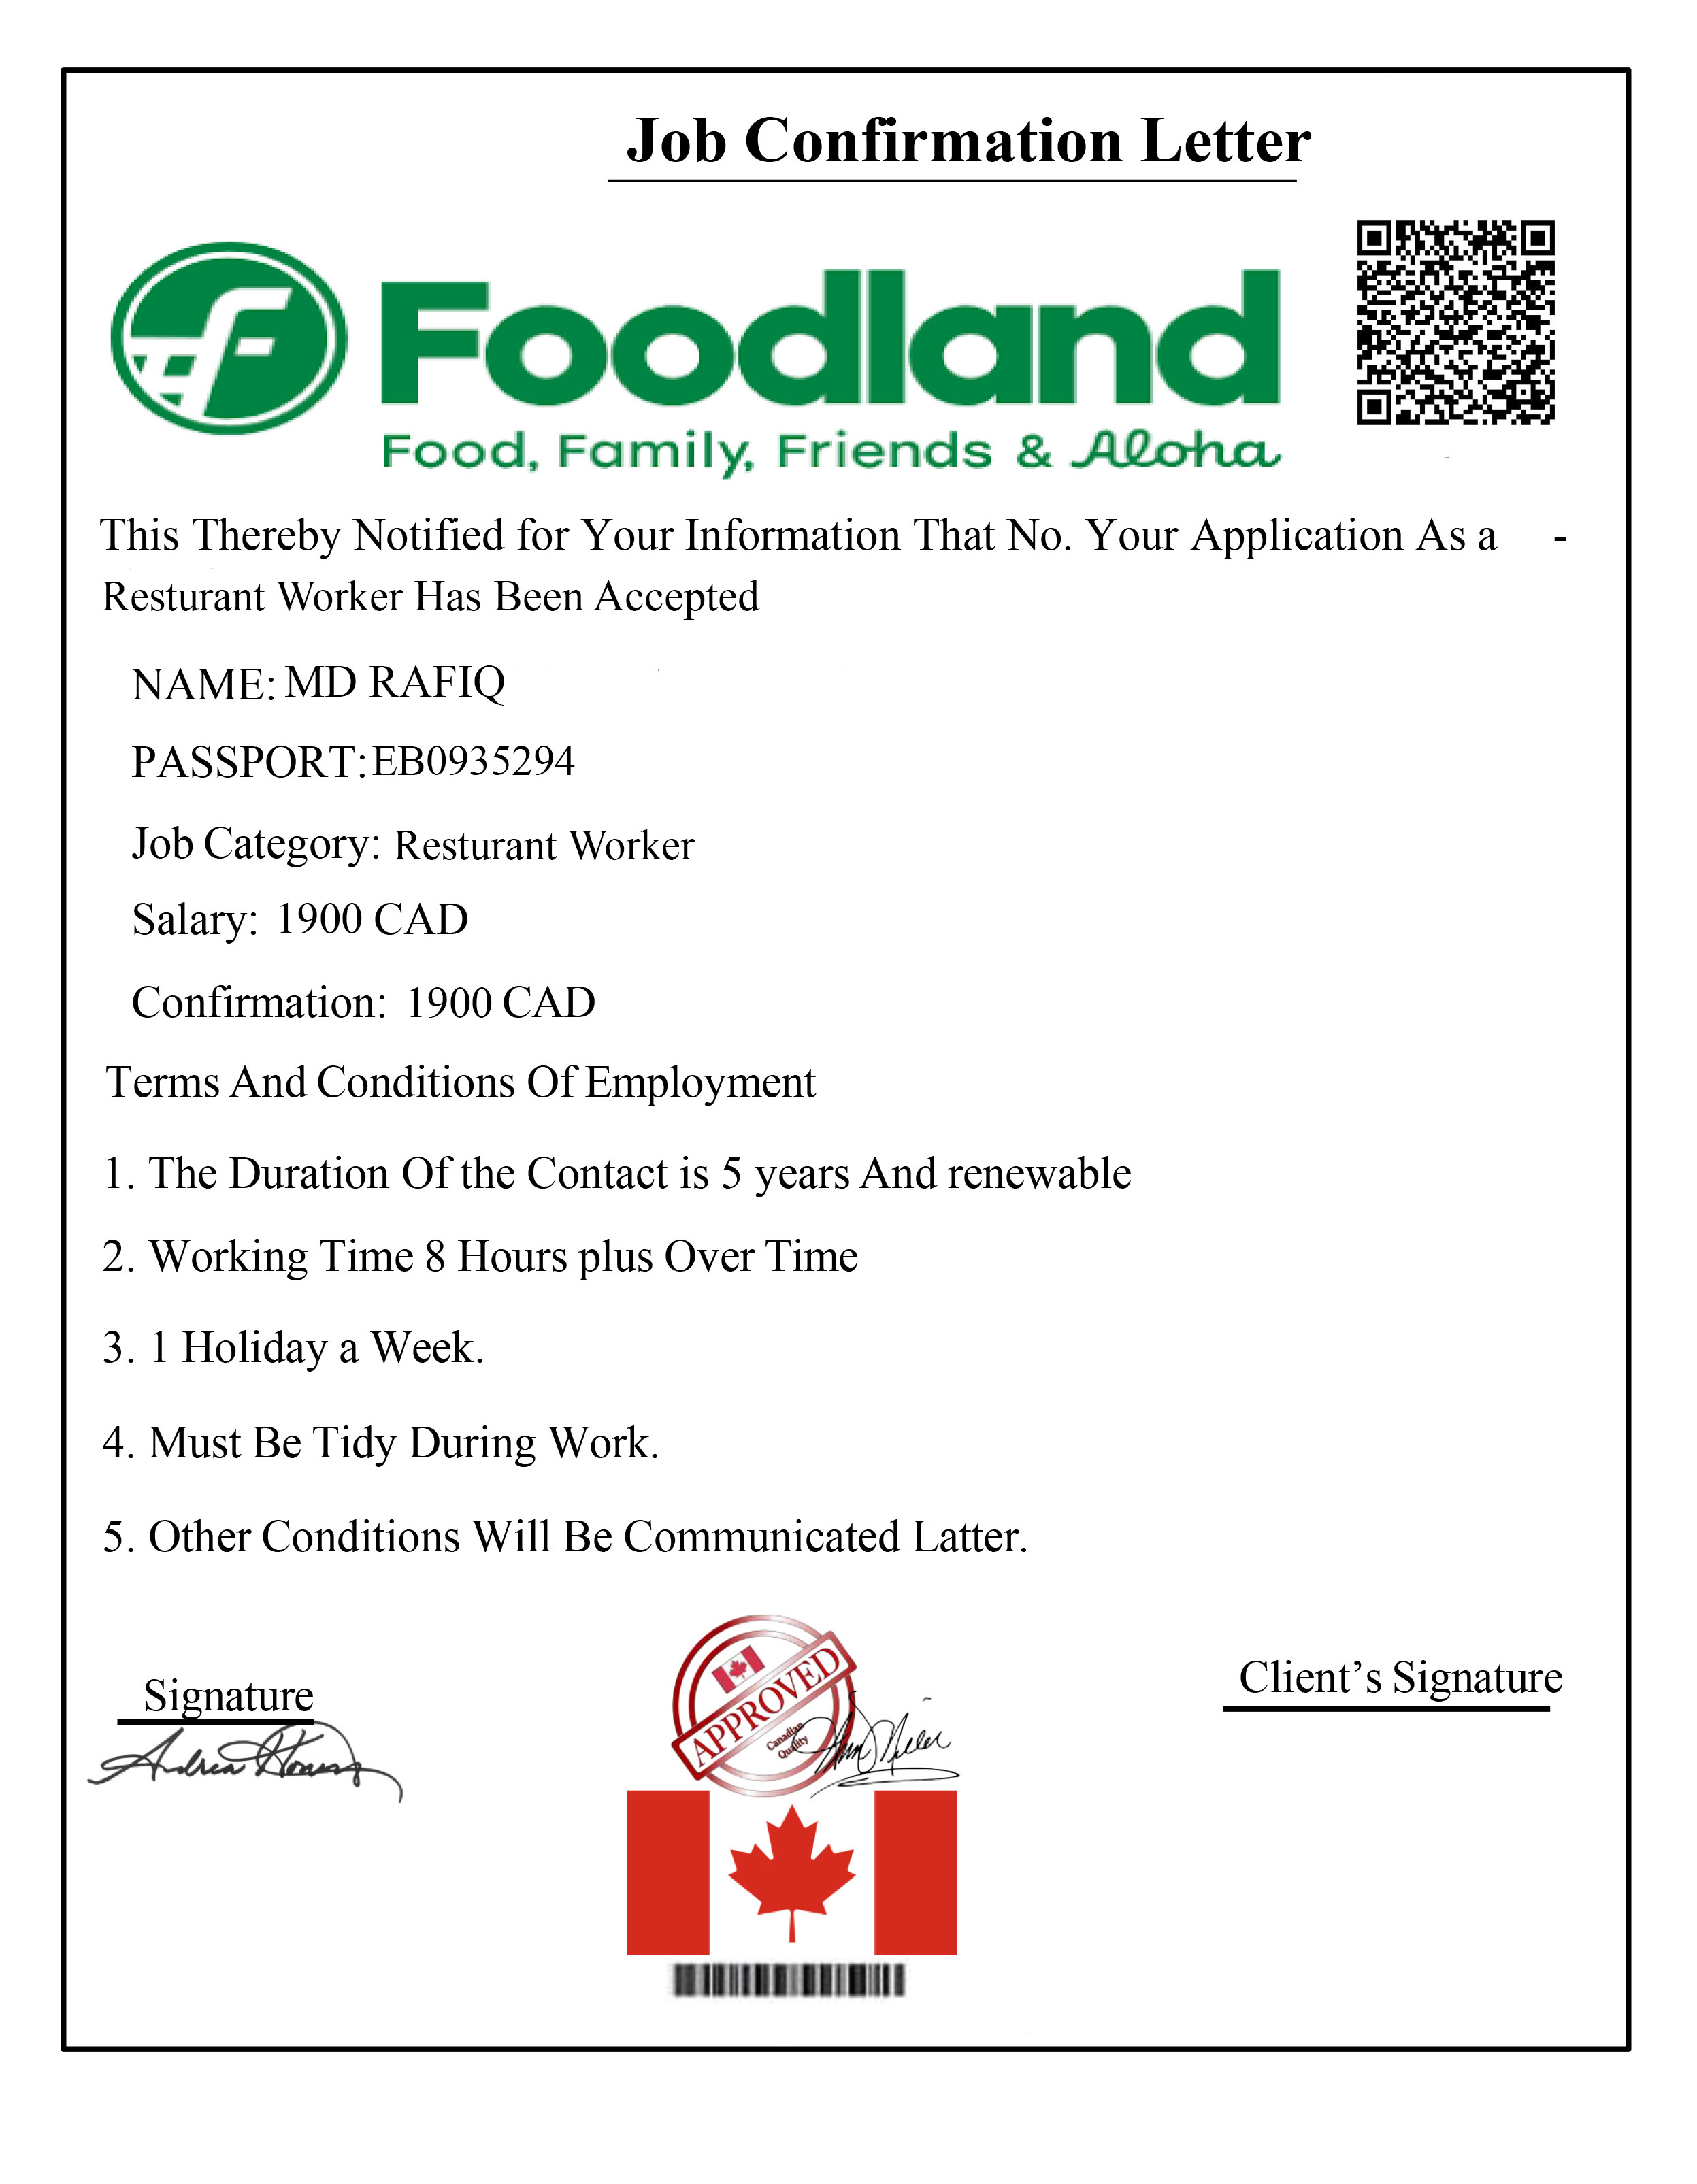 Job Confirmation Letter
Foodland
Food, Family, Friends & Aloha
This Thereby Notified for Your Information That No. Your Application As a -
Resturant Worker Has Been Accepted
NAME: MD RAFIQ
PASSPORT: EB0935294
Job Category: Resturant Worker
Salary: 1900 CAD
Confirmation: 1900 CAD
Terms And Conditions Of Employment
1. The Duration Of the Contact is 5 years And renewable
2. Working Time 8 Hours plus Over Time
3. 1 Holiday a Week.
4. Must Be Tidy During Work.
5. Other Conditions Will Be Communicated Latter.
Signature
APPROVED
Canadian
Quality
Client’s Signature